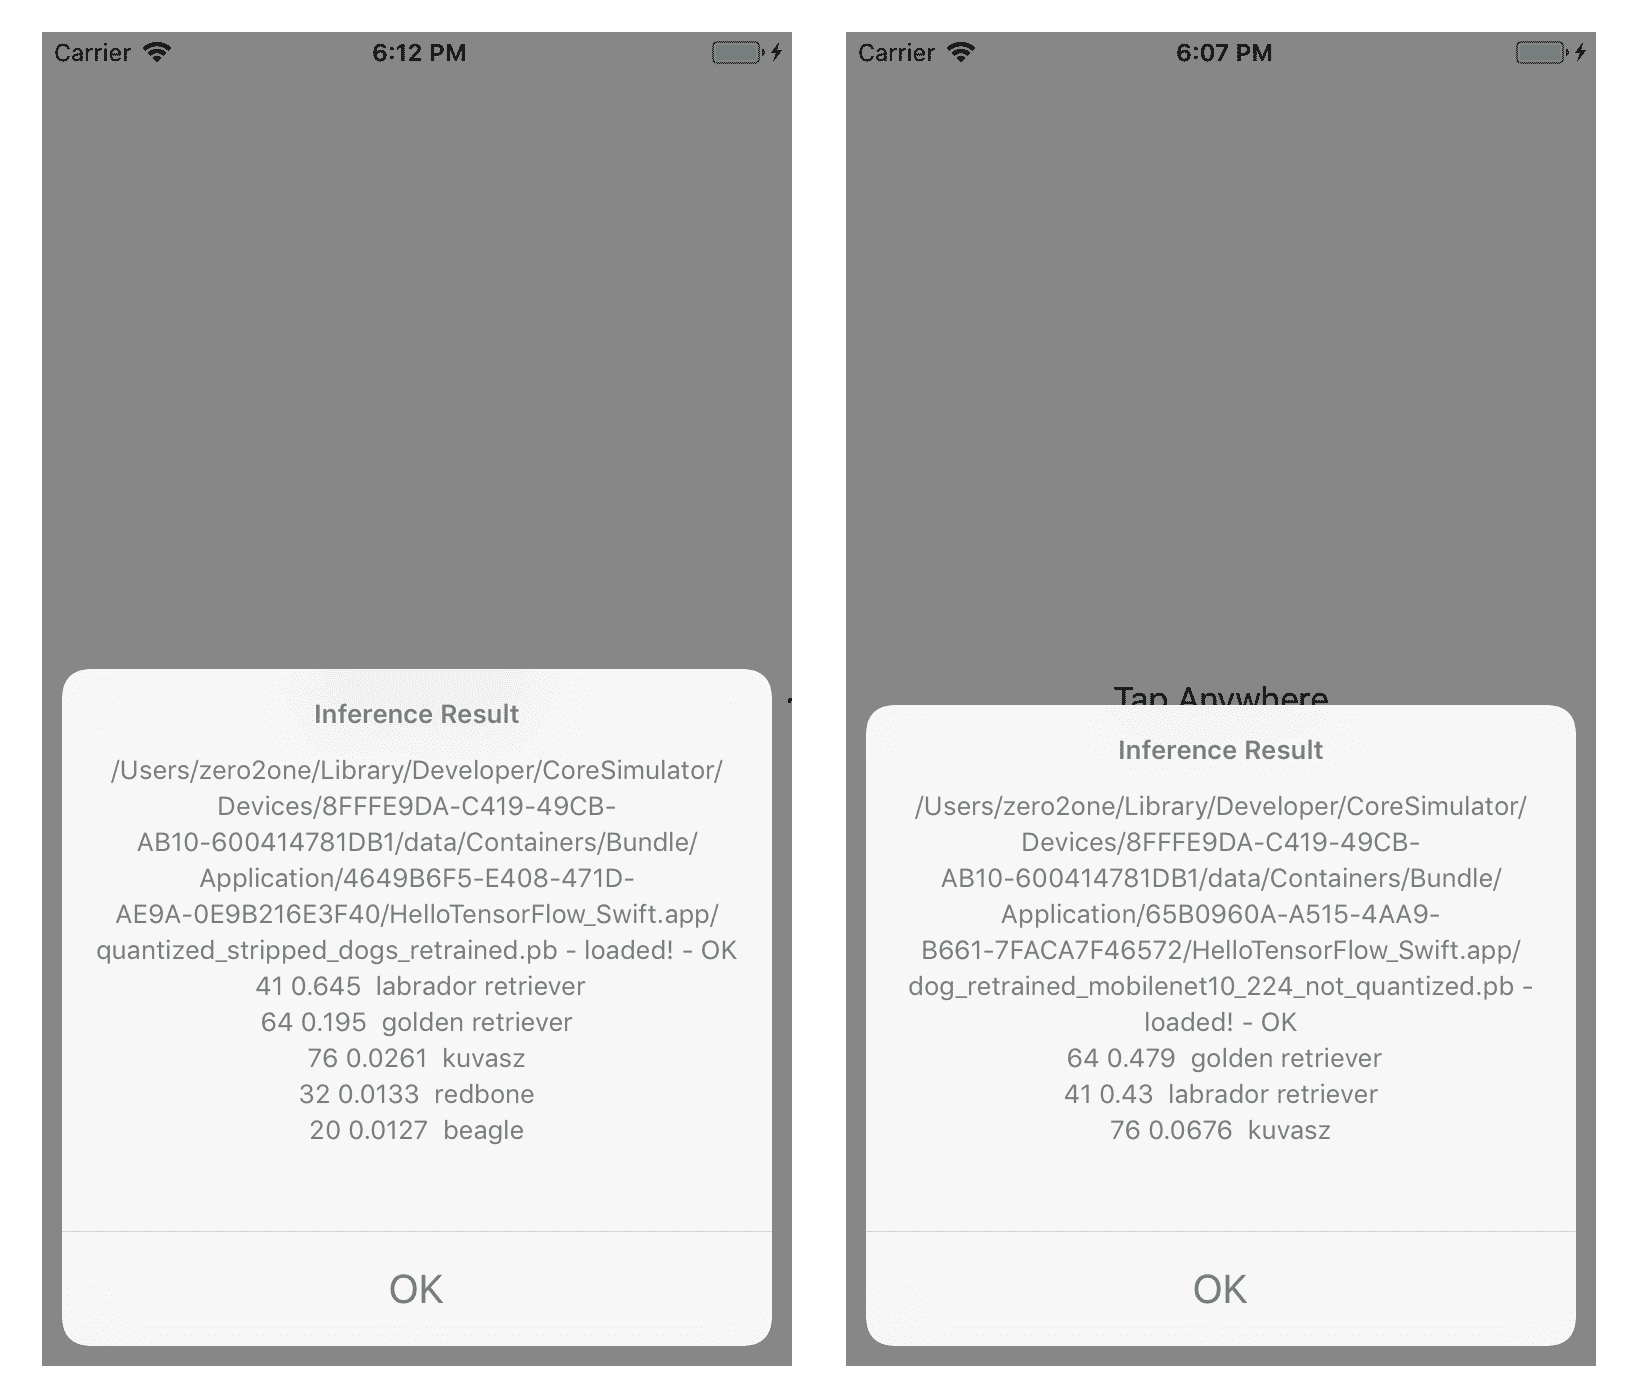 Carrier 6:12 PM
Inference Result
/Users/zero2one/Library/Developer/CoreSimulator/
Devices/8FFFE9DA-C419-49CB-
AB10-600414781DB1/data/Containers/Bundle/
Application/4649B6F5-E408-471D-
AE9A-0E9B216E3F40/HelloTensorFlow_Swift.app/
quantized_stripped_dogs_retrained.pb - loaded! - OK
41 0.645 labrador retriever
64 0.195 golden retriever
76 0.0261 kuvasz
32 0.0133 redbone
20 0.0127 beagle
OK
Carrier 6:07 PM
Tap Anywhere
Inference Result
/Users/zero2one/Library/Developer/CoreSimulator/
Devices/8FFFE9DA-C419-49CB-
AB10-600414781DB1/data/Containers/Bundle/
Application/65B0960A-A515-4AA9-
B661-7FACA7F46572/HelloTensorFlow_Swift.app/
dog_retrained_mobilenet10_224_not_quantized.pb -
loaded! - OK
64 0.479 golden retriever
41 0.43 labrador retriever
76 0.0676 kuvasz
OK